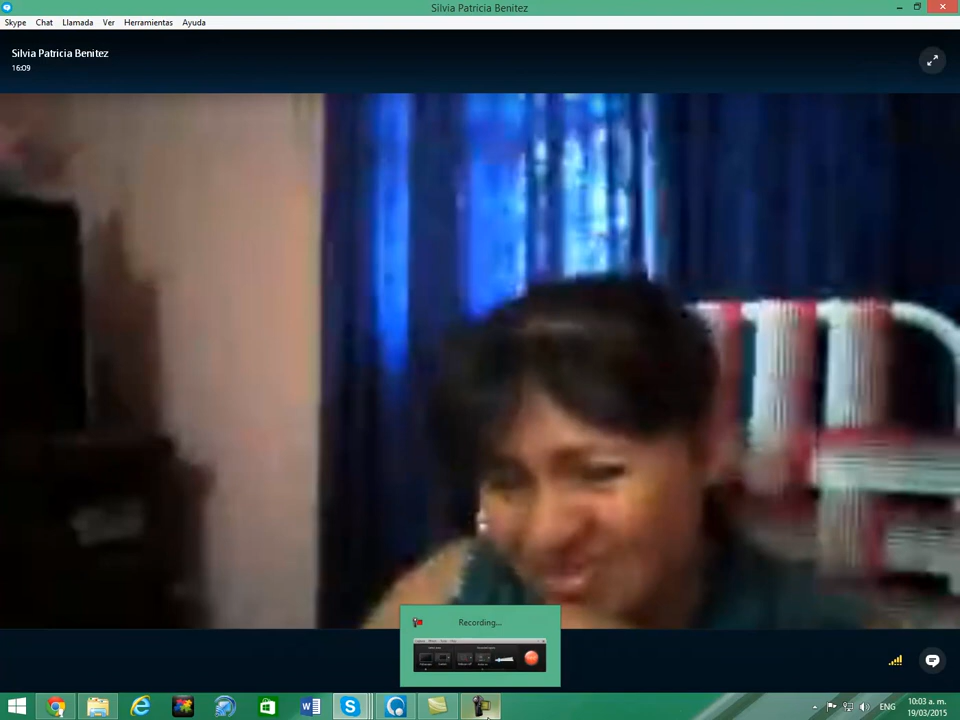 Silvia Patricia Benitez
Skype Chat Llamada Ver Herramientas Ayuda
Silvia Patricia Benitez
16:09
Recording...
ENG
10:03 a. m.
19/03/2015